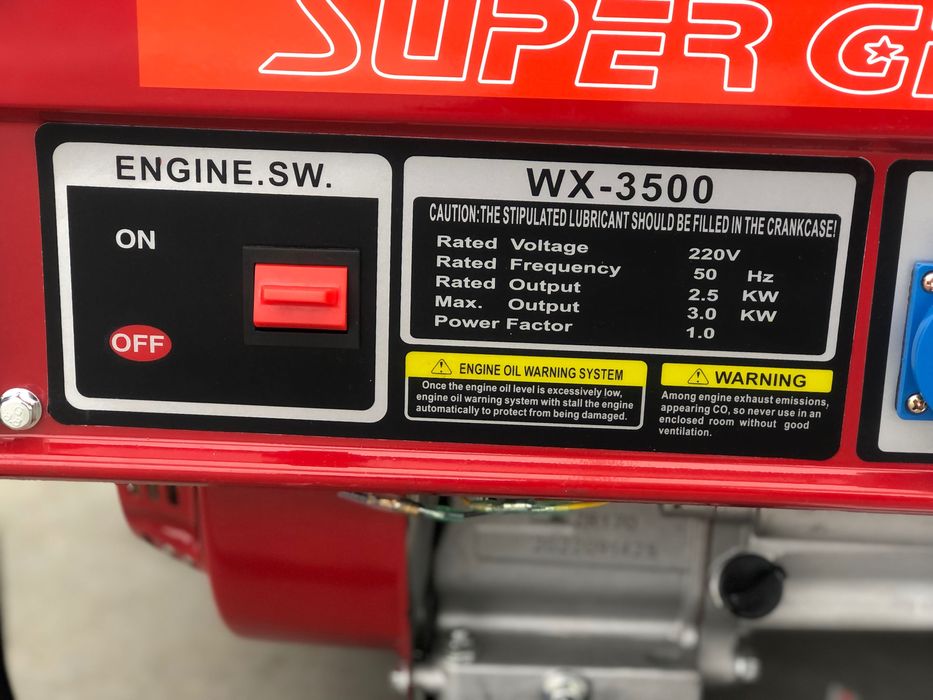 SUPER
ENGINE.SW.
ON
OFF
WX-3500
CAUTION:THE STIPULATED LUBRICANT SHOULD BE FILLED IN THE CRANKCASE!
Rated Voltage 220V
Rated Frequency 50 Hz
Rated Output 2.5 KW
Max. Output 3.0 KW
Power Factor 1.0
ENGINE OIL WARNING SYSTEM
Once the engine oil level is excessively low,
engine oil warning system with stall the engine
automatically to protect from being damaged.
WARNING
Among engine exhaust emissions,
appearing CO, so never use in an
enclosed room without good
ventilation.